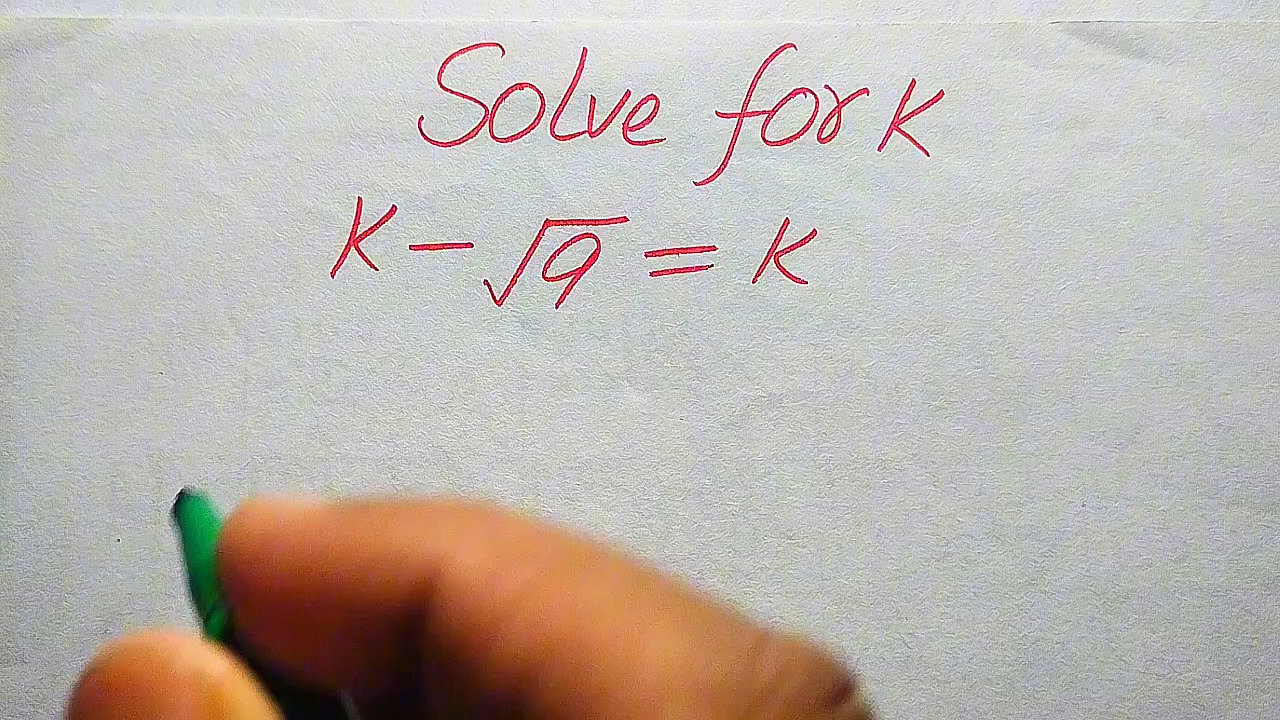 Solve for K
K - √9 = K